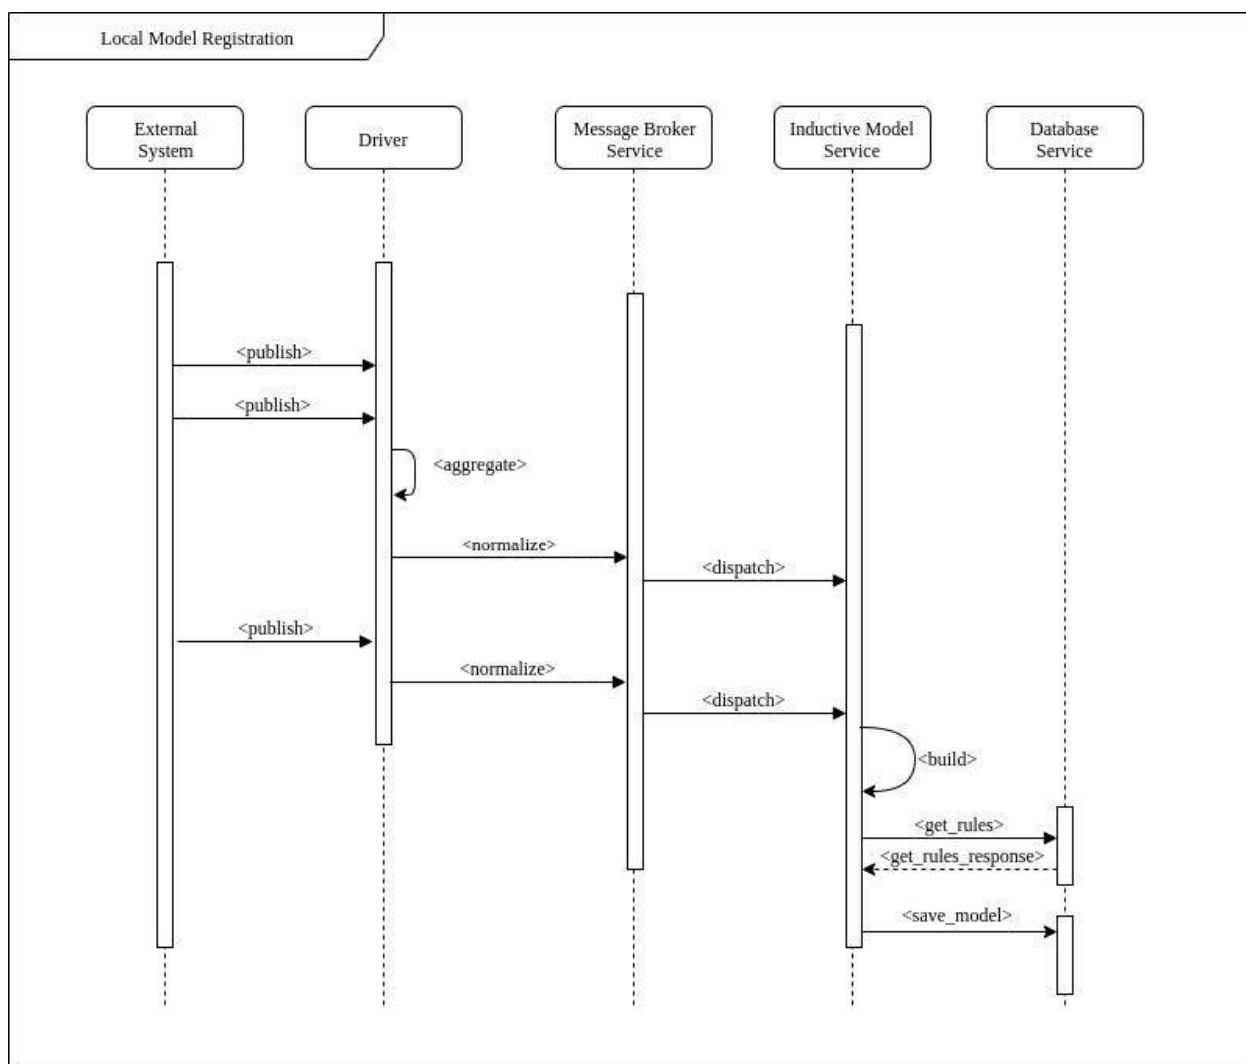 Local Model Registration
External
System
Driver
Message Broker
Service
Inductive Model
Service
Database
Service
<publish>
<publish>
<aggregate>
<normalize>
<dispatch>
<publish>
<normalize>
<dispatch>
<build>
<get_rules>
<get_rules_response>
<save_model>